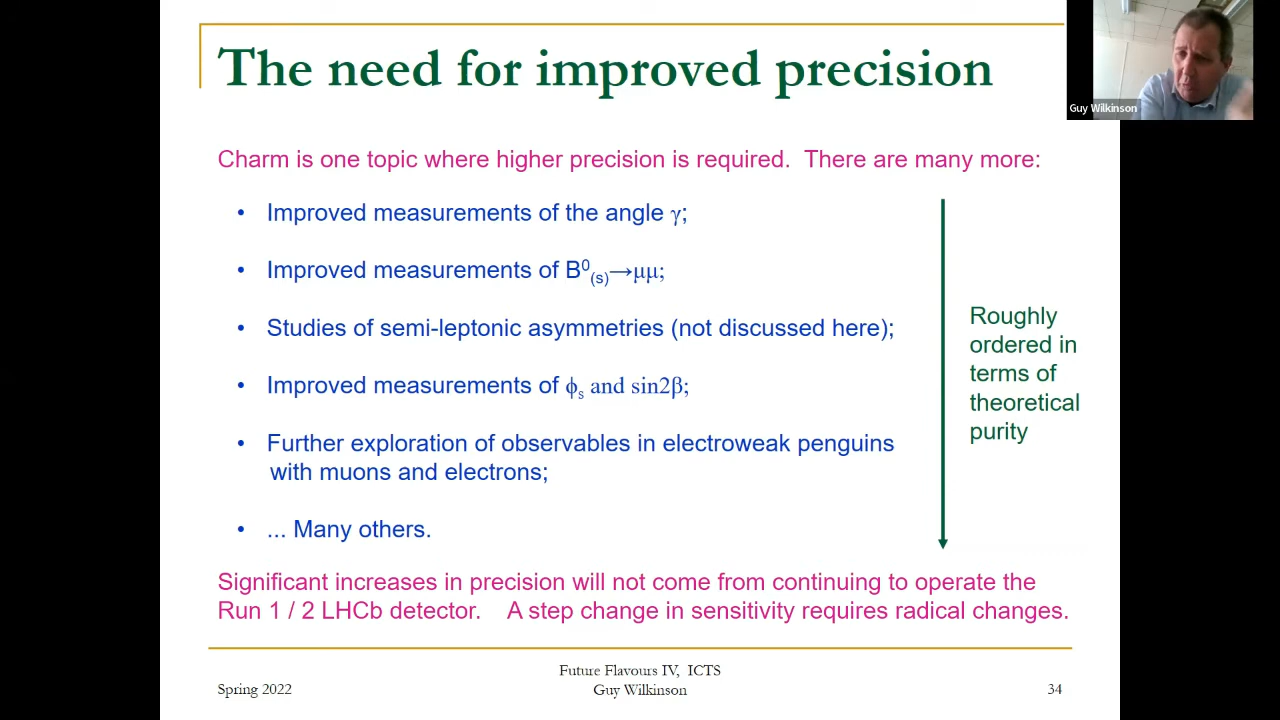 The need for improved precision
Guy Wilkinson
Charm is one topic where higher precision is required. There are many more:
• Improved measurements of the angle γ;
• Improved measurements of B⁰₍ₛ₎→μμ;
• Studies of semi-leptonic asymmetries (not discussed here);
• Improved measurements of ϕₛ and sin2β;
• Further exploration of observables in electroweak penguins
with muons and electrons;
• ... Many others.
Roughly
ordered in
terms of
theoretical
purity
Significant increases in precision will not come from continuing to operate the
Run 1 / 2 LHCb detector. A step change in sensitivity requires radical changes.
Spring 2022
Future Flavours IV, ICTS
Guy Wilkinson
34